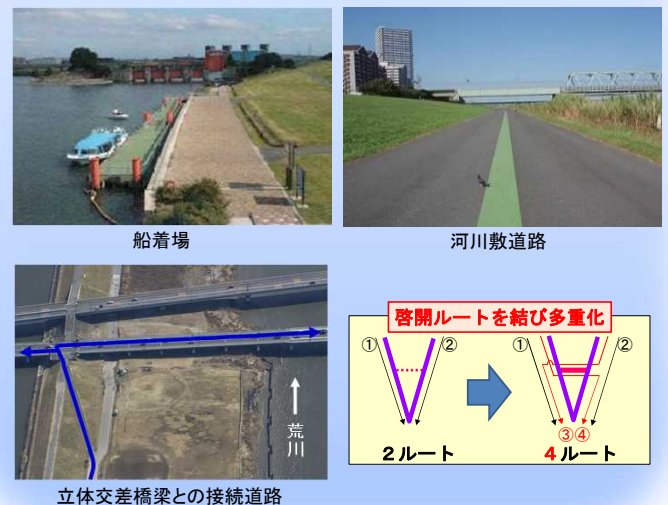 船着場
河川敷道路
荒川
立体交差橋梁との接続道路
啓開ルートを結び多重化
① ② ① ②
③④
2ルート 4ルート